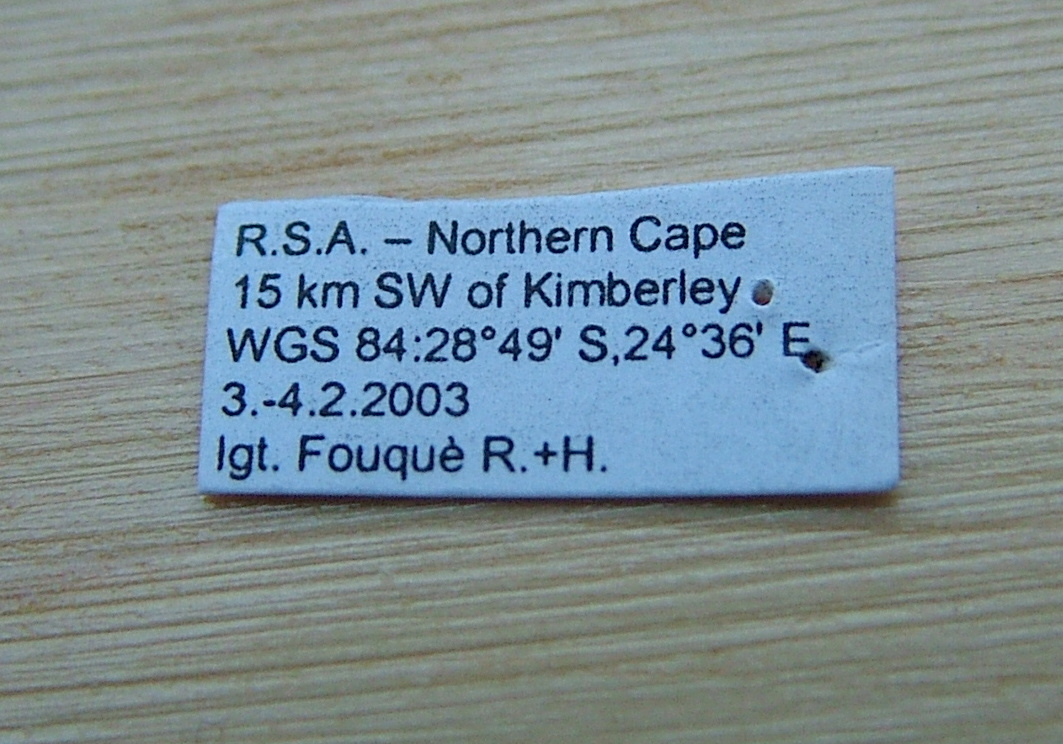 R.S.A. – Northern Cape
15 km SW of Kimberley
WGS 84:28°49' S,24°36' E
3.-4.2.2003
lgt. Fouquè R.+H.